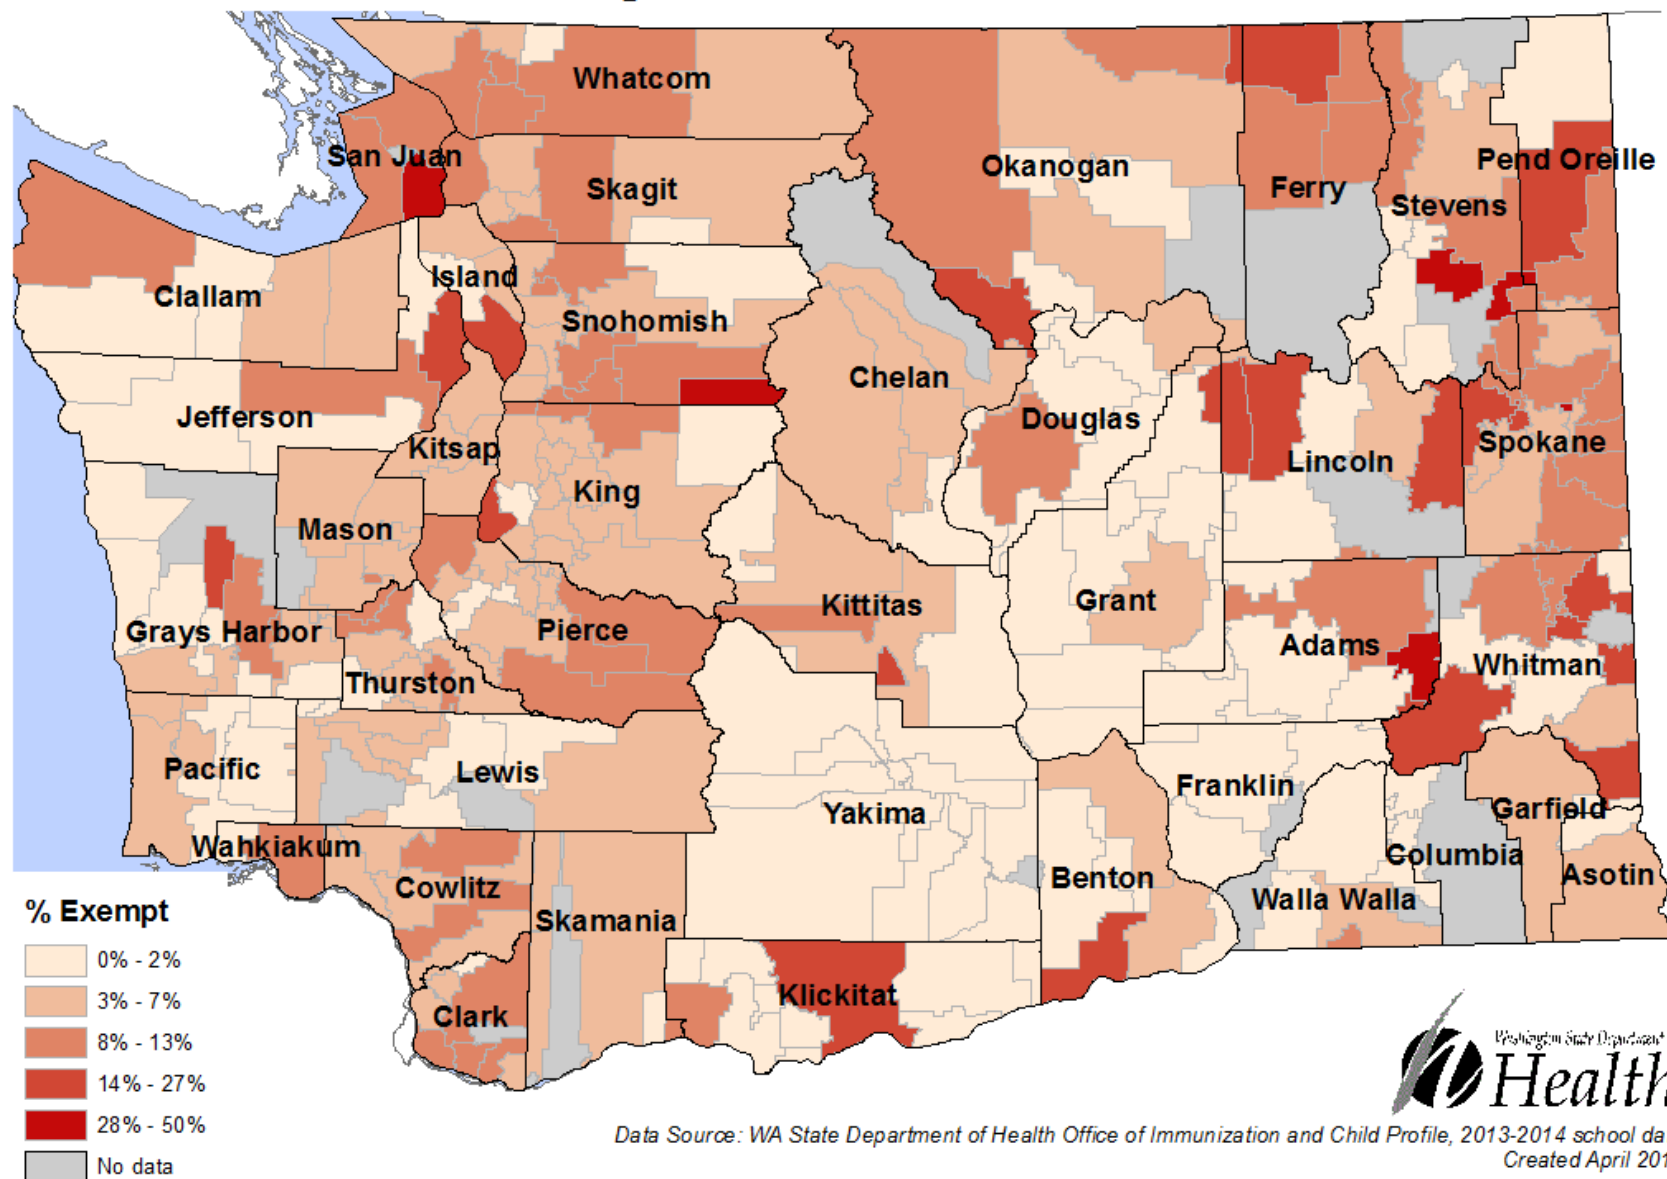 Whatcom
San Juan
Skagit
Okanogan
Ferry
Pend Oreille
Stevens
Clallam
Island
Snohomish
Chelan
Jefferson
Kitsap
Douglas
Lincoln
Spokane
King
Mason
Grays Harbor
Kittitas
Grant
Pierce
Adams
Whitman
Thurston
Pacific
Lewis
Yakima
Franklin
Garfield
Wahkiakum
Columbia
Cowlitz
Benton
Asotin
Walla Walla
Skamania
Klickitat
Clark
% Exempt
0% - 2%
3% - 7%
8% - 13%
14% - 27%
28% - 50%
No data
Washington State Department
Health
Data Source: WA State Department of Health Office of Immunization and Child Profile, 2013-2014 school da
Created April 201